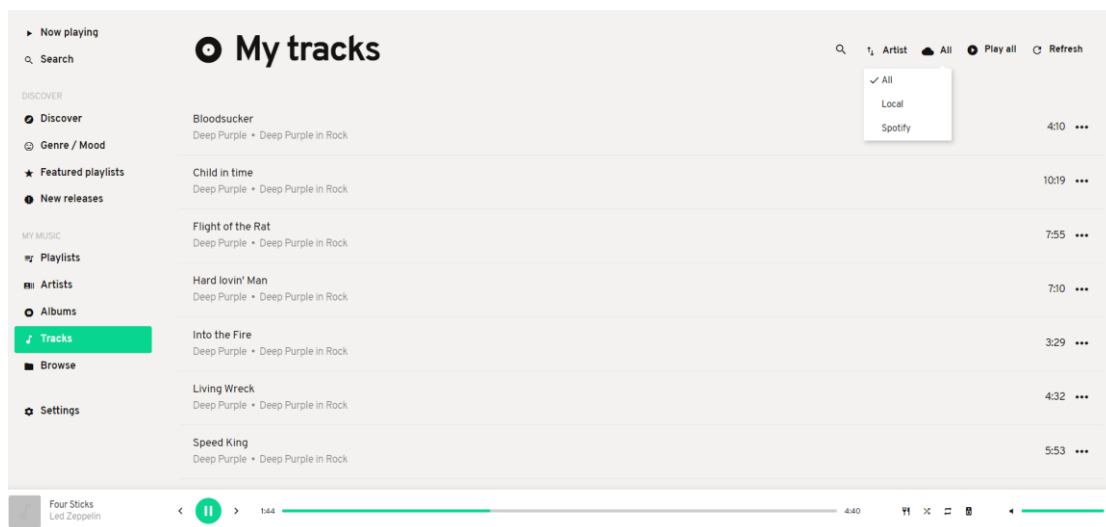 Now playing
Search
DISCOVER
Discover
Genre / Mood
Featured playlists
New releases
MY MUSIC
Playlists
Artists
Albums
Tracks
Browse
Settings
My tracks
Artist All Play all Refresh
All
Local
Spotify
Bloodsucker
Deep Purple • Deep Purple in Rock
4:10
Child in time
Deep Purple • Deep Purple in Rock
10:19
Flight of the Rat
Deep Purple • Deep Purple in Rock
7:55
Hard lovin' Man
Deep Purple • Deep Purple in Rock
7:10
Into the Fire
Deep Purple • Deep Purple in Rock
3:29
Living Wreck
Deep Purple • Deep Purple in Rock
4:32
Speed King
Deep Purple • Deep Purple in Rock
5:53
Four Sticks
Led Zeppelin
1:44 4:40